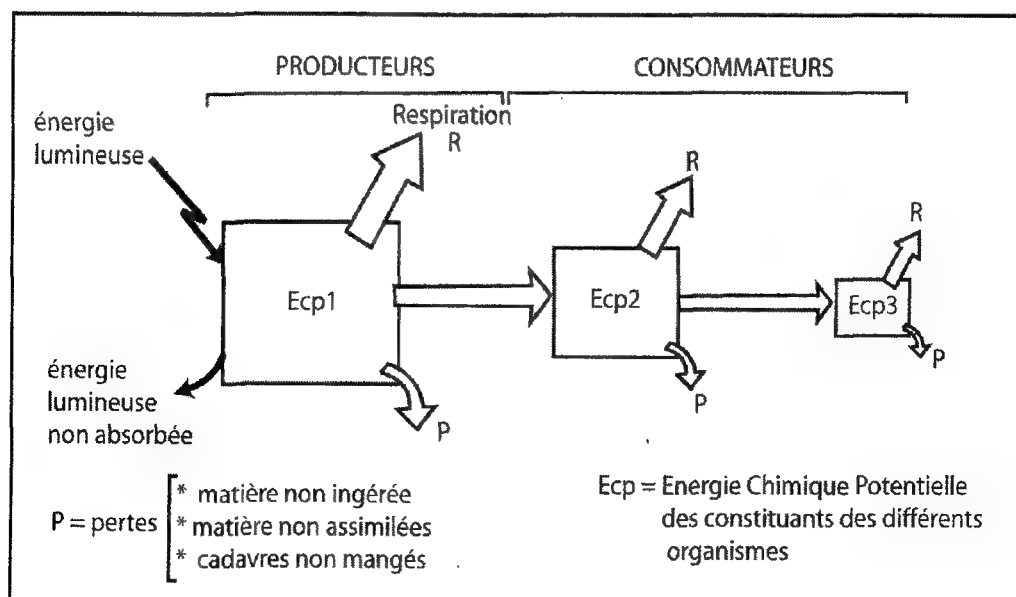 PRODUCTEURS
CONSOMMATEURS
énergie
lumineuse
Respiration
R
R
R
Ecp1
Ecp2
Ecp3
P
P
P
énergie
lumineuse
non absorbée
P = pertes
* matière non ingérée
* matière non assimilées
* cadavres non mangés
Ecp = Energie Chimique Potentielle
des constituants des différents
organismes